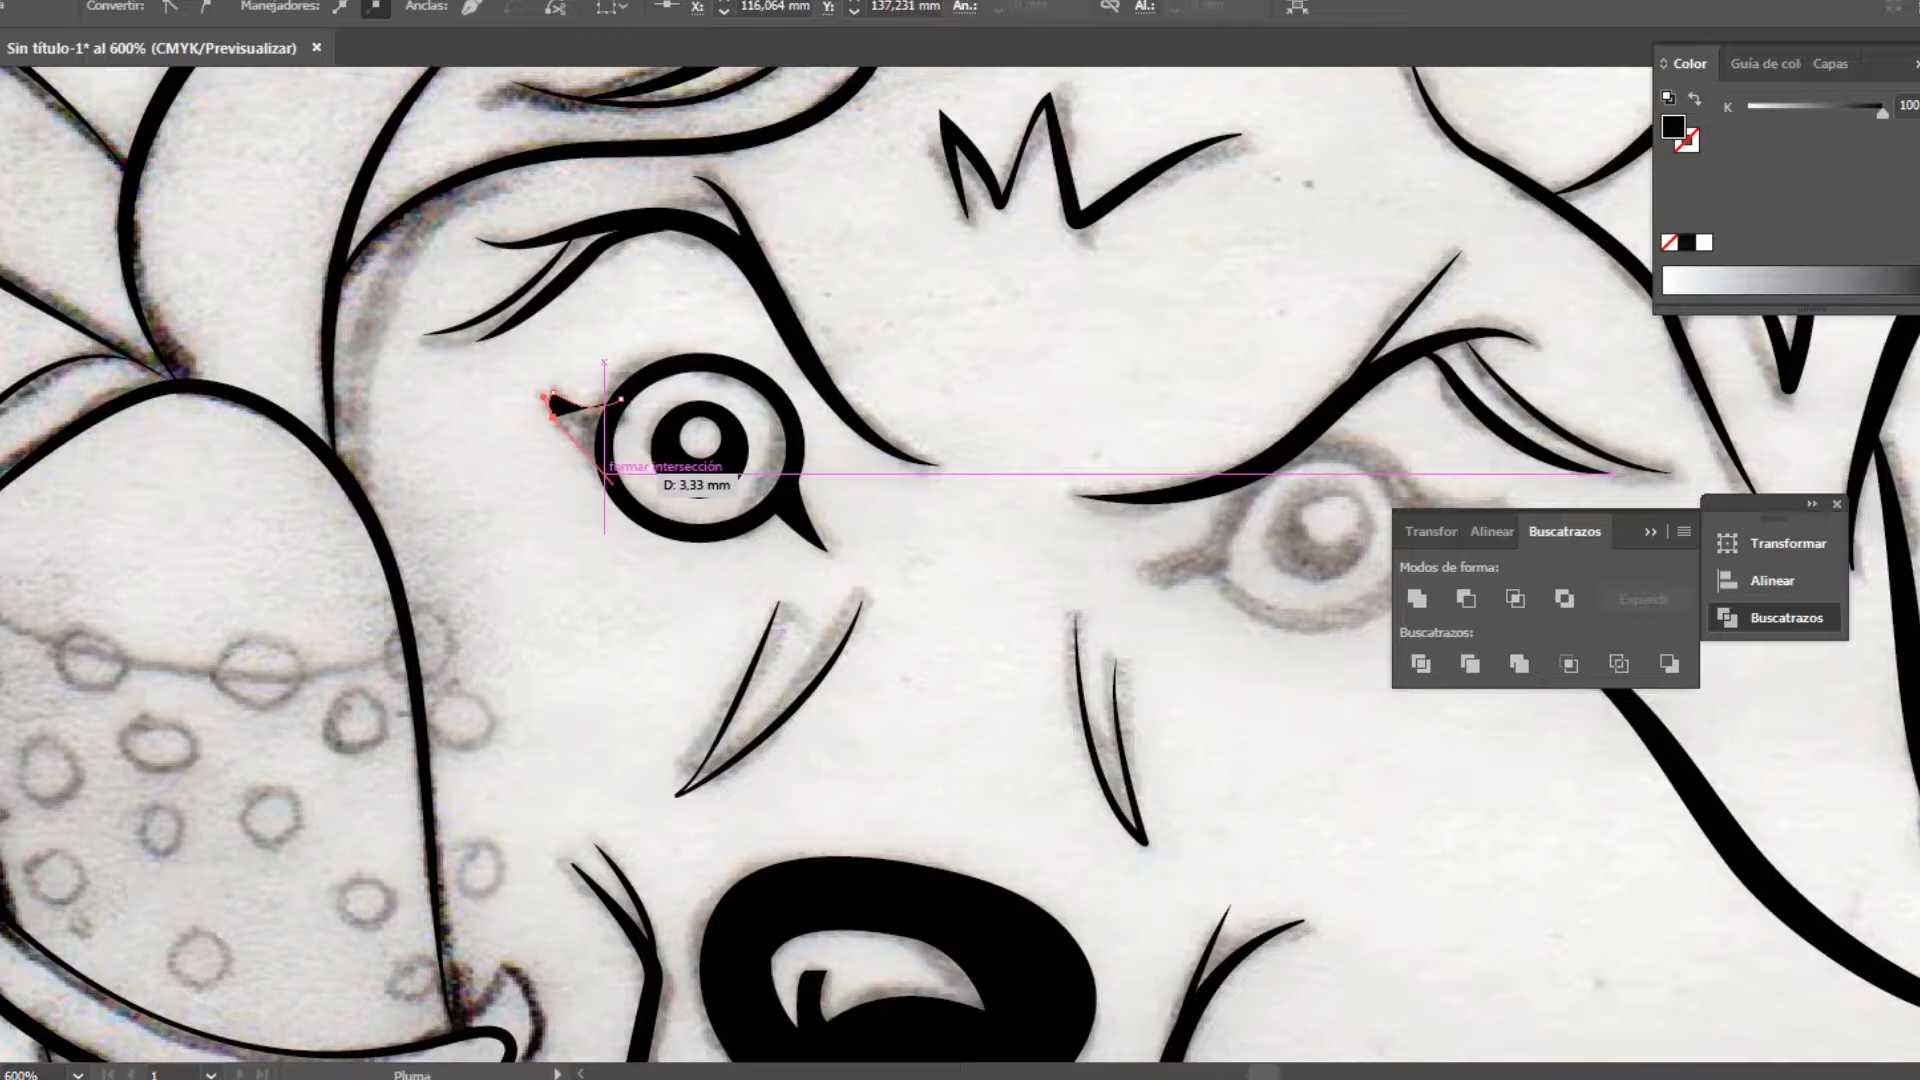 Convertir: Manejadores: Anclas: X: 116,064 mm Y: 137,231 mm An.: Al.:
Sin título-1* al 600% (CMYK/Previsualizar) ×
Color Guía de col Capas
K 100
formar intersección
D: 3,33 mm
Transfor Alinear Buscatrazos
Modos de forma:
Expandir
Buscatrazos:
Transformar
Alinear
Buscatrazos
600% 1 Pluma